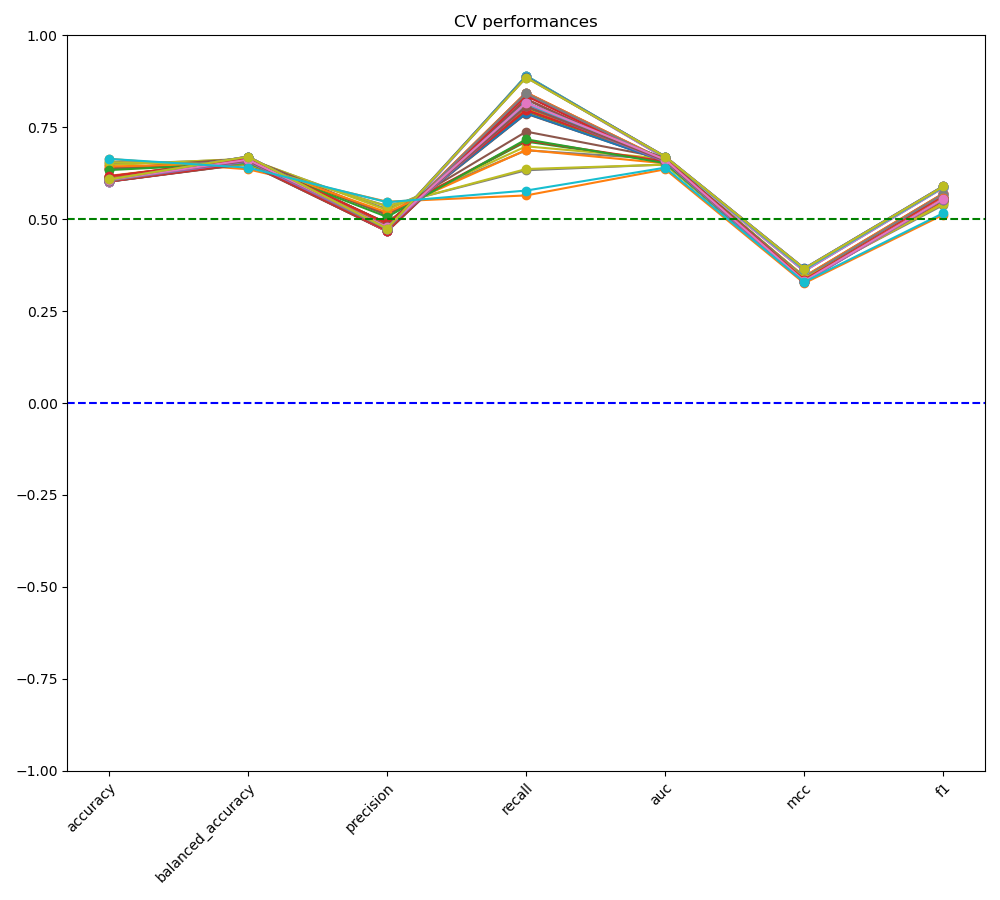 CV performances
1.00
0.75
0.50
0.25
0.00
−0.25
−0.50
−0.75
−1.00
accuracy
balanced_accuracy
precision
recall
auc
mcc
f1